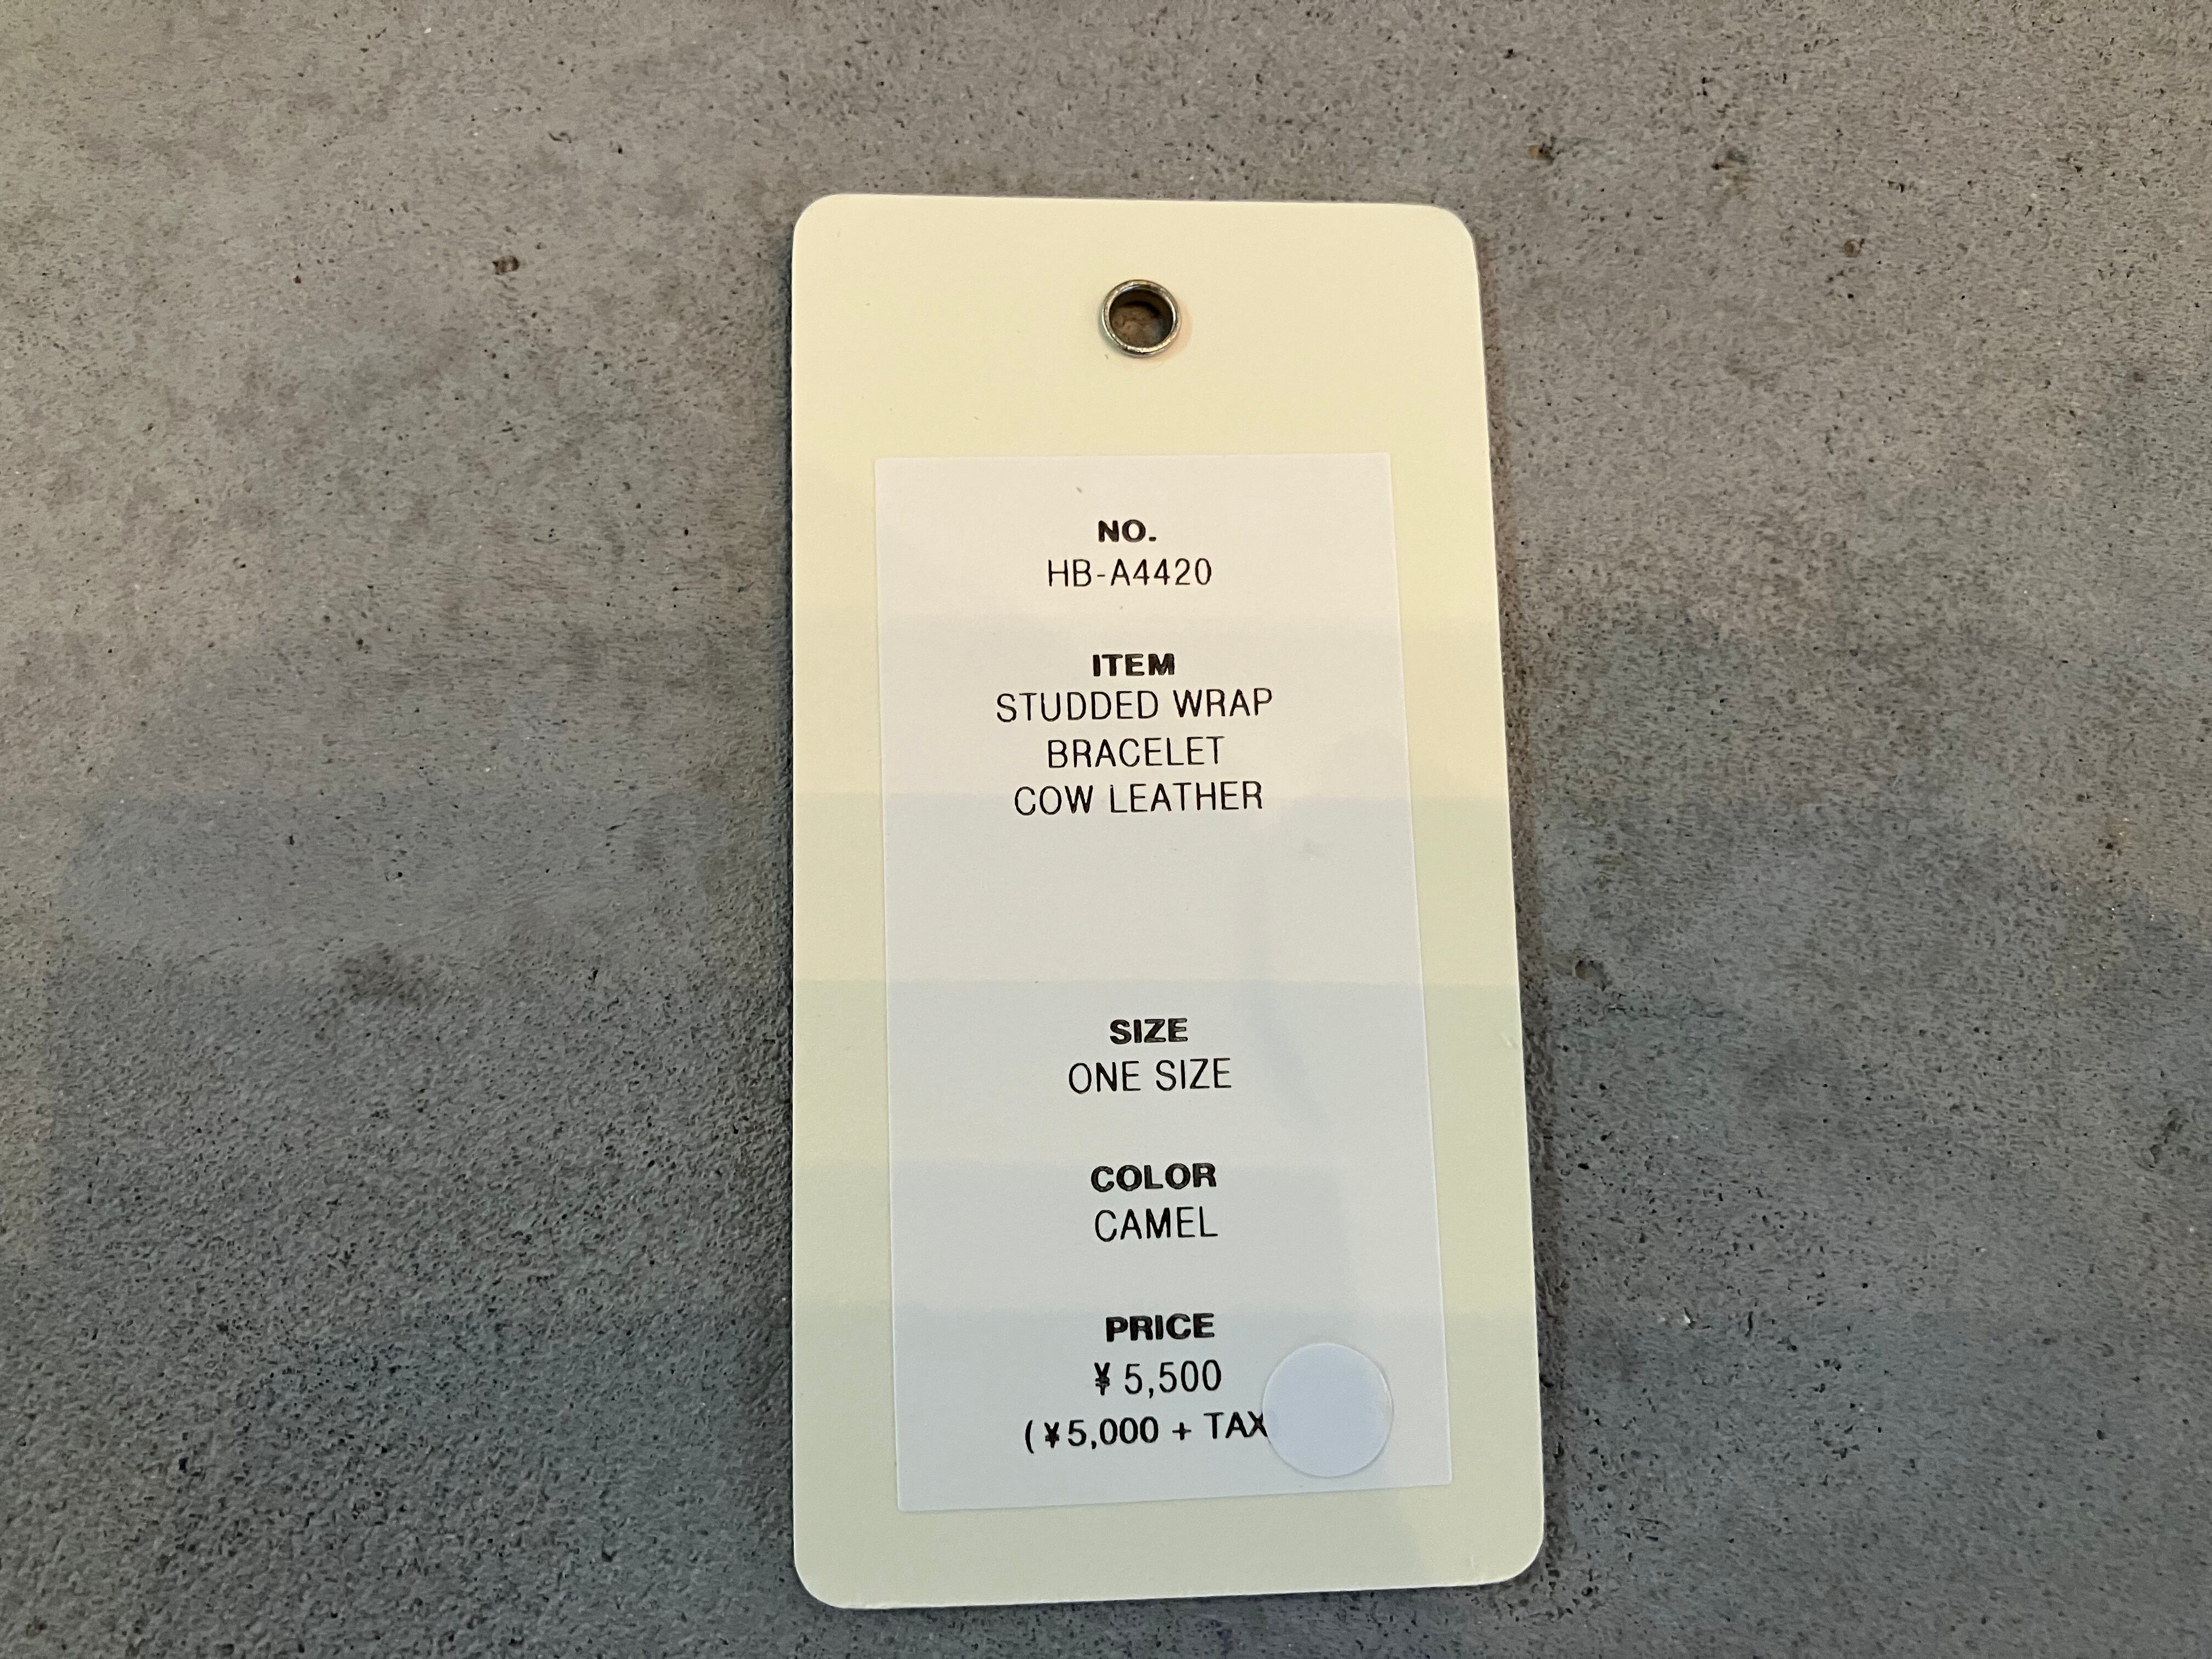 NO.
HB-A4420
ITEM
STUDDED WRAP
BRACELET
COW LEATHER
SIZE
ONE SIZE
COLOR
CAMEL
PRICE
¥ 5,500
(¥5,000 + TAX